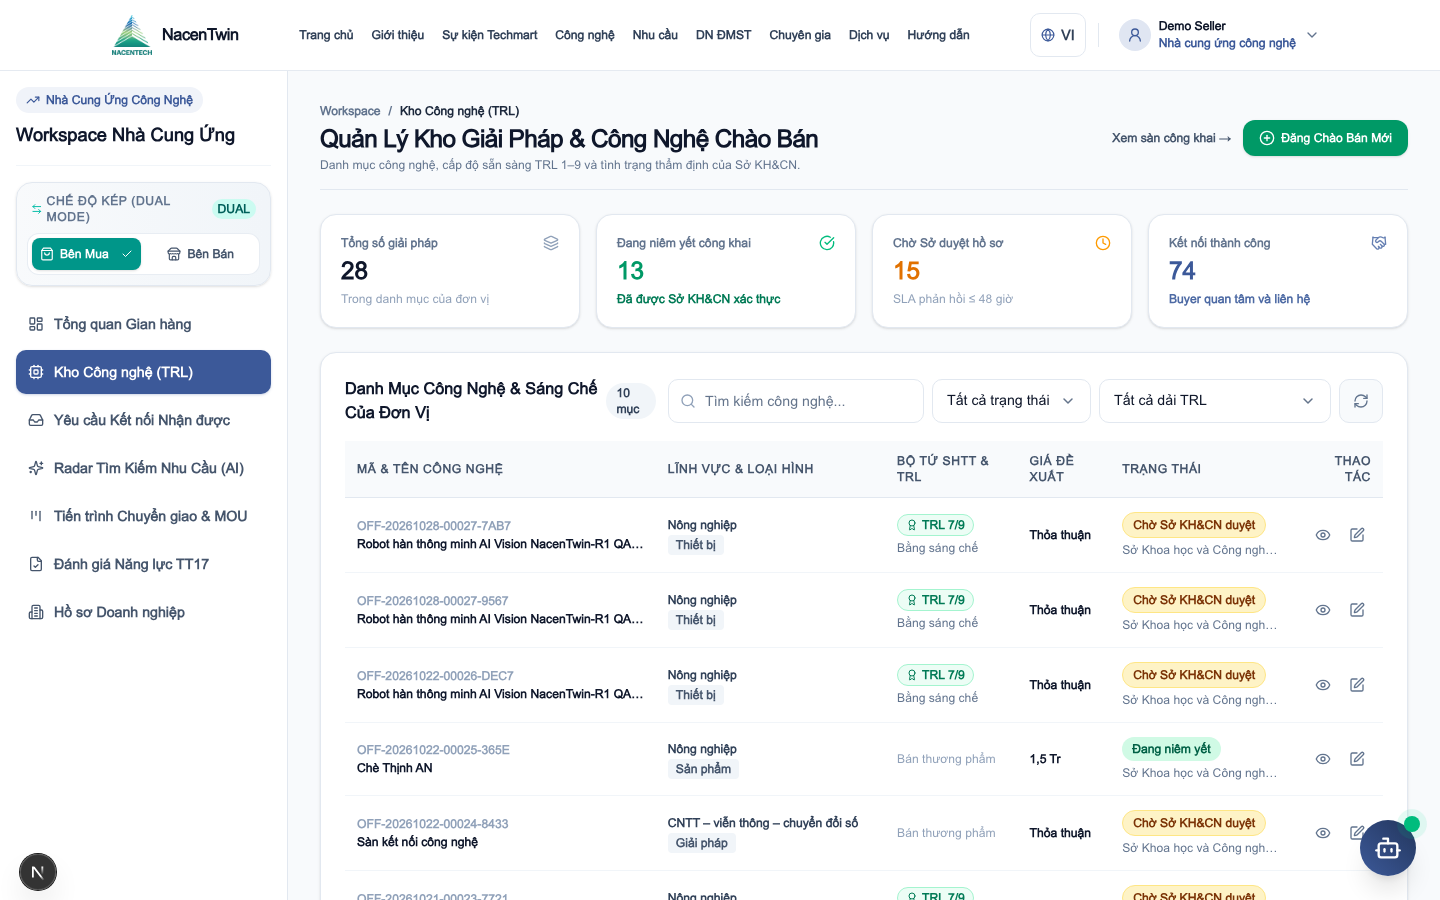 NACENTECH
NacenTwin
Trang chủ
Giới thiệu
Sự kiện Techmart
Công nghệ
Nhu cầu
DN ĐMST
Chuyên gia
Dịch vụ
Hướng dẫn
VI
Demo Seller
Nhà cung ứng công nghệ
Nhà Cung Ứng Công Nghệ
Workspace Nhà Cung Ứng
CHẾ ĐỘ KÉP (DUAL
MODE)
DUAL
Bên Mua
Bên Bán
Tổng quan Gian hàng
Kho Công nghệ (TRL)
Yêu cầu Kết nối Nhận được
Radar Tìm Kiếm Nhu Cầu (AI)
Tiến trình Chuyển giao & MOU
Đánh giá Năng lực TT17
Hồ sơ Doanh nghiệp
N
Workspace / Kho Công nghệ (TRL)
Quản Lý Kho Giải Pháp & Công Nghệ Chào Bán
Danh mục công nghệ, cấp độ sẵn sàng TRL 1–9 và tình trạng thẩm định của Sở KH&CN.
Xem sàn công khai →
Đăng Chào Bán Mới
Tổng số giải pháp
28
Trong danh mục của đơn vị
Đang niêm yết công khai
13
Đã được Sở KH&CN xác thực
Chờ Sở duyệt hồ sơ
15
SLA phản hồi ≤ 48 giờ
Kết nối thành công
74
Buyer quan tâm và liên hệ
Danh Mục Công Nghệ & Sáng Chế
Của Đơn Vị
10
mục
Tìm kiếm công nghệ...
Tất cả trạng thái
Tất cả dải TRL
MÃ & TÊN CÔNG NGHỆ
LĨNH VỰC & LOẠI HÌNH
BỘ TỨ SHTT &
TRL
GIÁ ĐỀ
XUẤT
TRẠNG THÁI
THAO
TÁC
OFF-20261028-00027-7AB7
Robot hàn thông minh AI Vision NacenTwin-R1 QA...
Nông nghiệp
Thiết bị
TRL 7/9
Bằng sáng chế
Thỏa thuận
Chờ Sở KH&CN duyệt
Sở Khoa học và Công ngh...
OFF-20261028-00027-9567
Robot hàn thông minh AI Vision NacenTwin-R1 QA...
Nông nghiệp
Thiết bị
TRL 7/9
Bằng sáng chế
Thỏa thuận
Chờ Sở KH&CN duyệt
Sở Khoa học và Công ngh...
OFF-20261022-00026-DEC7
Robot hàn thông minh AI Vision NacenTwin-R1 QA...
Nông nghiệp
Thiết bị
TRL 7/9
Bằng sáng chế
Thỏa thuận
Chờ Sở KH&CN duyệt
Sở Khoa học và Công ngh...
OFF-20261022-00025-365E
Chè Thịnh AN
Nông nghiệp
Sản phẩm
Bán thương phẩm
1,5 Tr
Đang niêm yết
Sở Khoa học và Công ngh...
OFF-20261022-00024-8433
Sàn kết nối công nghệ
CNTT – viễn thông – chuyển đổi số
Giải pháp
Bán thương phẩm
Thỏa thuận
Chờ Sở KH&CN duyệt
Sở Khoa học và Công ngh...
OFF-20261021-00023-7721
Nông nghiệp
TRL 7/9
Chờ Sở KH&CN duyệt